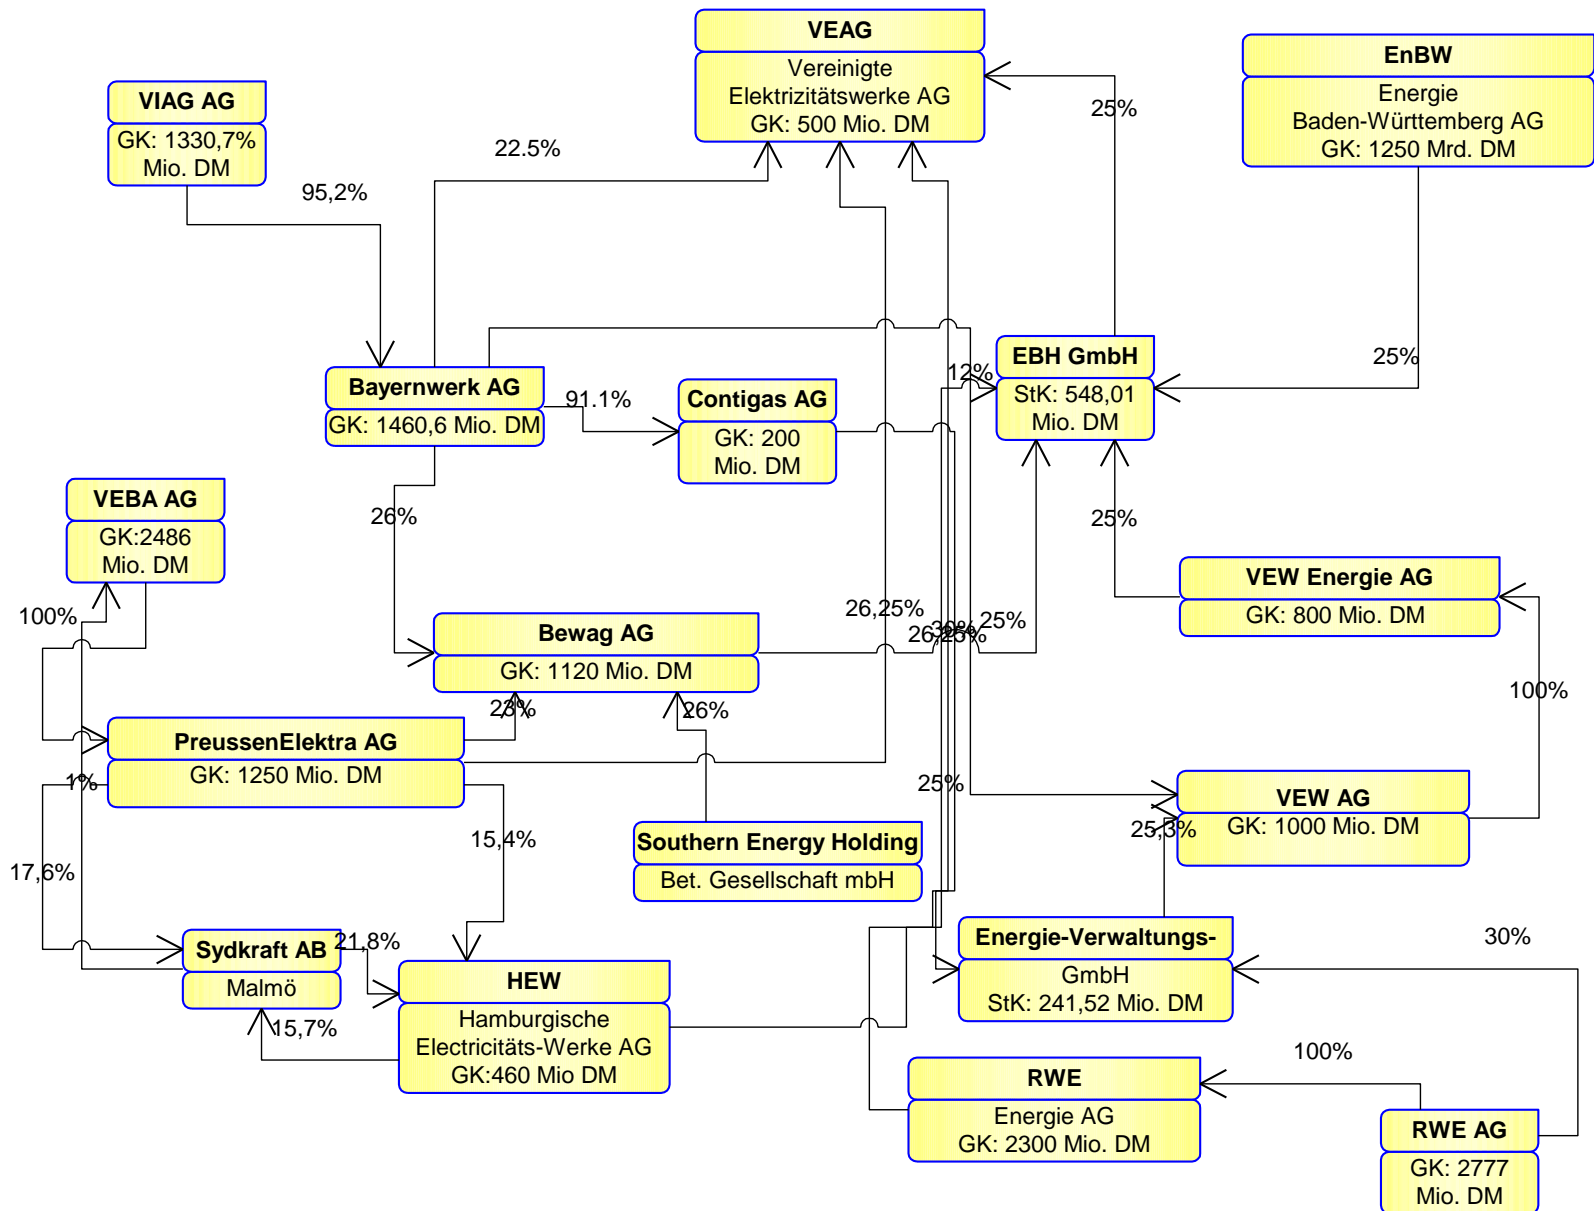 VEAG
Vereinigte
Elektrizitätswerke AG
GK: 500 Mio. DM
EnBW
Energie
Baden-Württemberg AG
GK: 1250 Mrd. DM
VIAG AG
GK: 1330,7%
Mio. DM
25%
22.5%
95,2%
EBH GmbH
StK: 548,01
Mio. DM
25%
12%
Bayernwerk AG
GK: 1460,6 Mio. DM
91.1%
Contigas AG
GK: 200
Mio. DM
VEBA AG
GK:2486
Mio. DM
26%
25%
VEW Energie AG
GK: 800 Mio. DM
100%
26,25%
Bewag AG
GK: 1120 Mio. DM
26,25%
30%
25%
100%
23%
26%
PreussenElektra AG
GK: 1250 Mio. DM
1%
25%
VEW AG
GK: 1000 Mio. DM
25,3%
15,4%
Southern Energy Holding
Bet. Gesellschaft mbH
17,6%
Sydkraft AB
Malmö
21,8%
HEW
Hamburgische
Electricitäts-Werke AG
GK:460 Mio DM
15,7%
Energie-Verwaltungs-
GmbH
StK: 241,52 Mio. DM
30%
100%
RWE
Energie AG
GK: 2300 Mio. DM
RWE AG
GK: 2777
Mio. DM